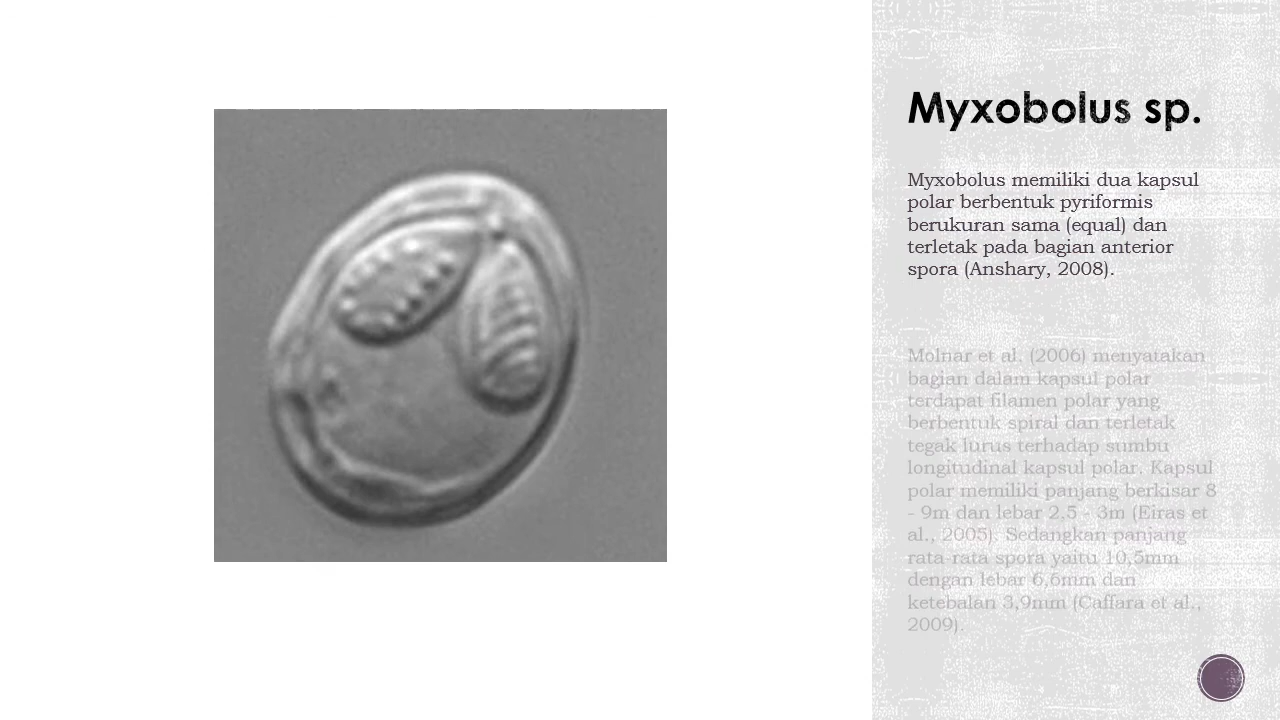 Myxobolus sp.
Myxobolus memiliki dua kapsul
polar berbentuk pyriformis
berukuran sama (equal) dan
terletak pada bagian anterior
spora (Anshary, 2008).
Molnar et al. (2006) menyatakan
bagian dalam kapsul polar
terdapat filamen polar yang
berbentuk spiral dan terletak
tegak lurus terhadap sumbu
longitudinal kapsul polar. Kapsul
polar memiliki panjang berkisar 8
- 9m dan lebar 2.5 - 3m (Eiras et
al., 2005). Sedangkan panjang
rata-rata spora yaitu 10,5mm
dengan lebar 6,6mm dan
ketebalan 3,9mm (Caffara et al.,
2009).